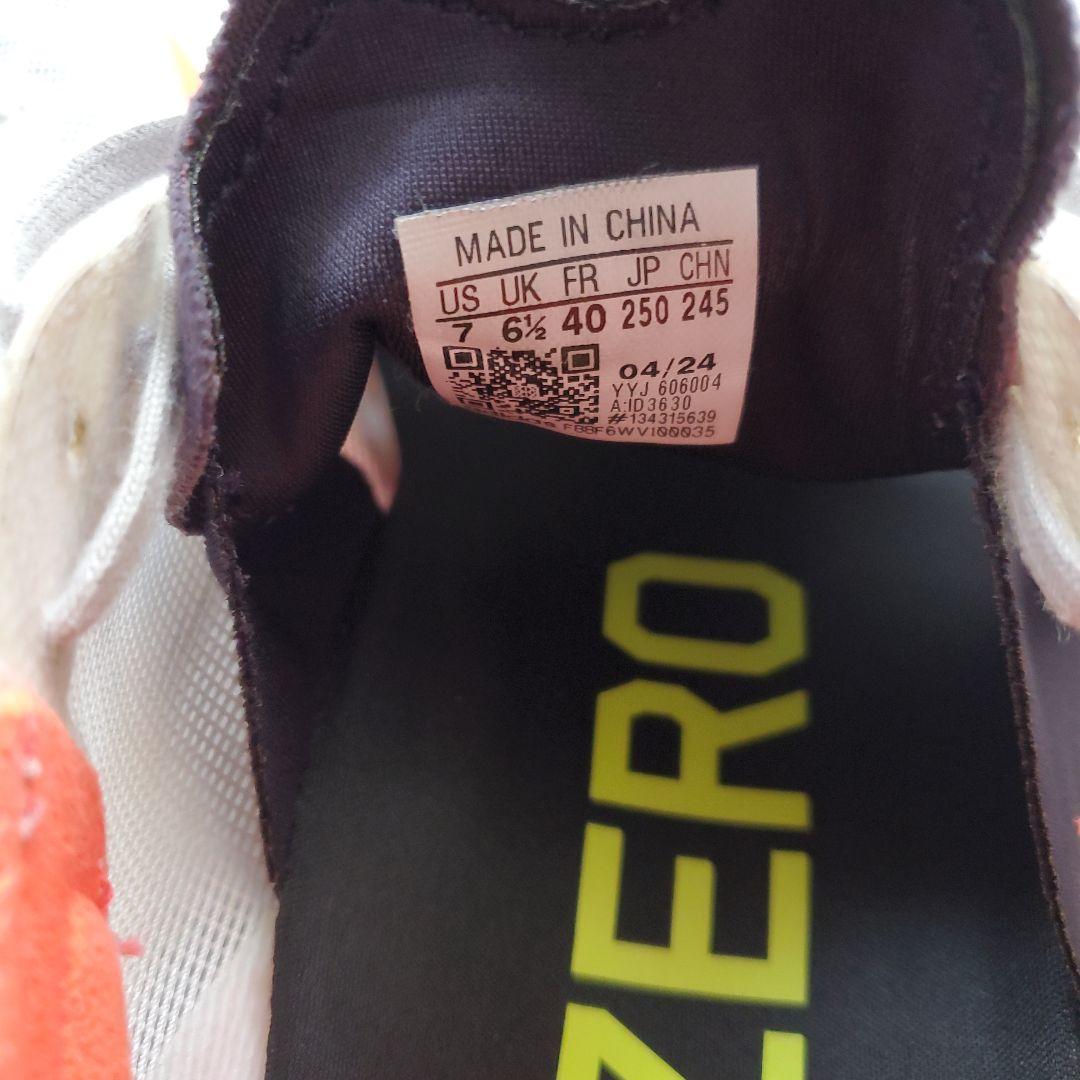 MADE IN CHINA
US UK FR JP CHN
7 6½ 40 250 245
04/24
YYJ 606004
A:ID3630
#134315639
FBBF6WV100035
ZERO